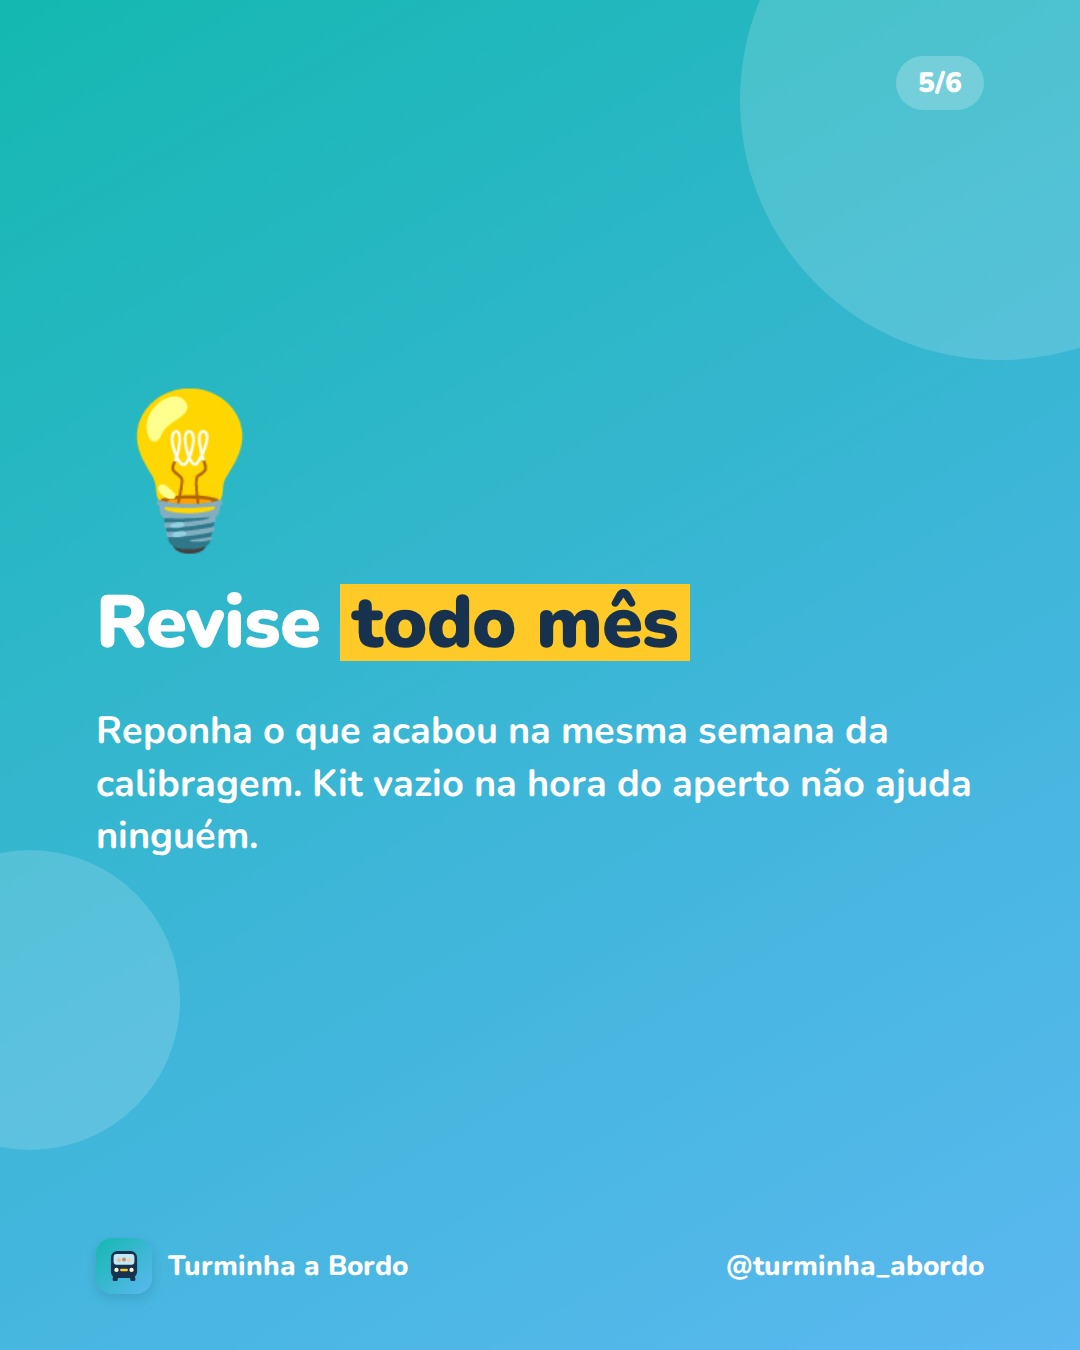 5/6
Revise todo mês
Reponha o que acabou na mesma semana da
calibragem. Kit vazio na hora do aperto não ajuda
ninguém.
Turminha a Bordo
@turminha_abordo